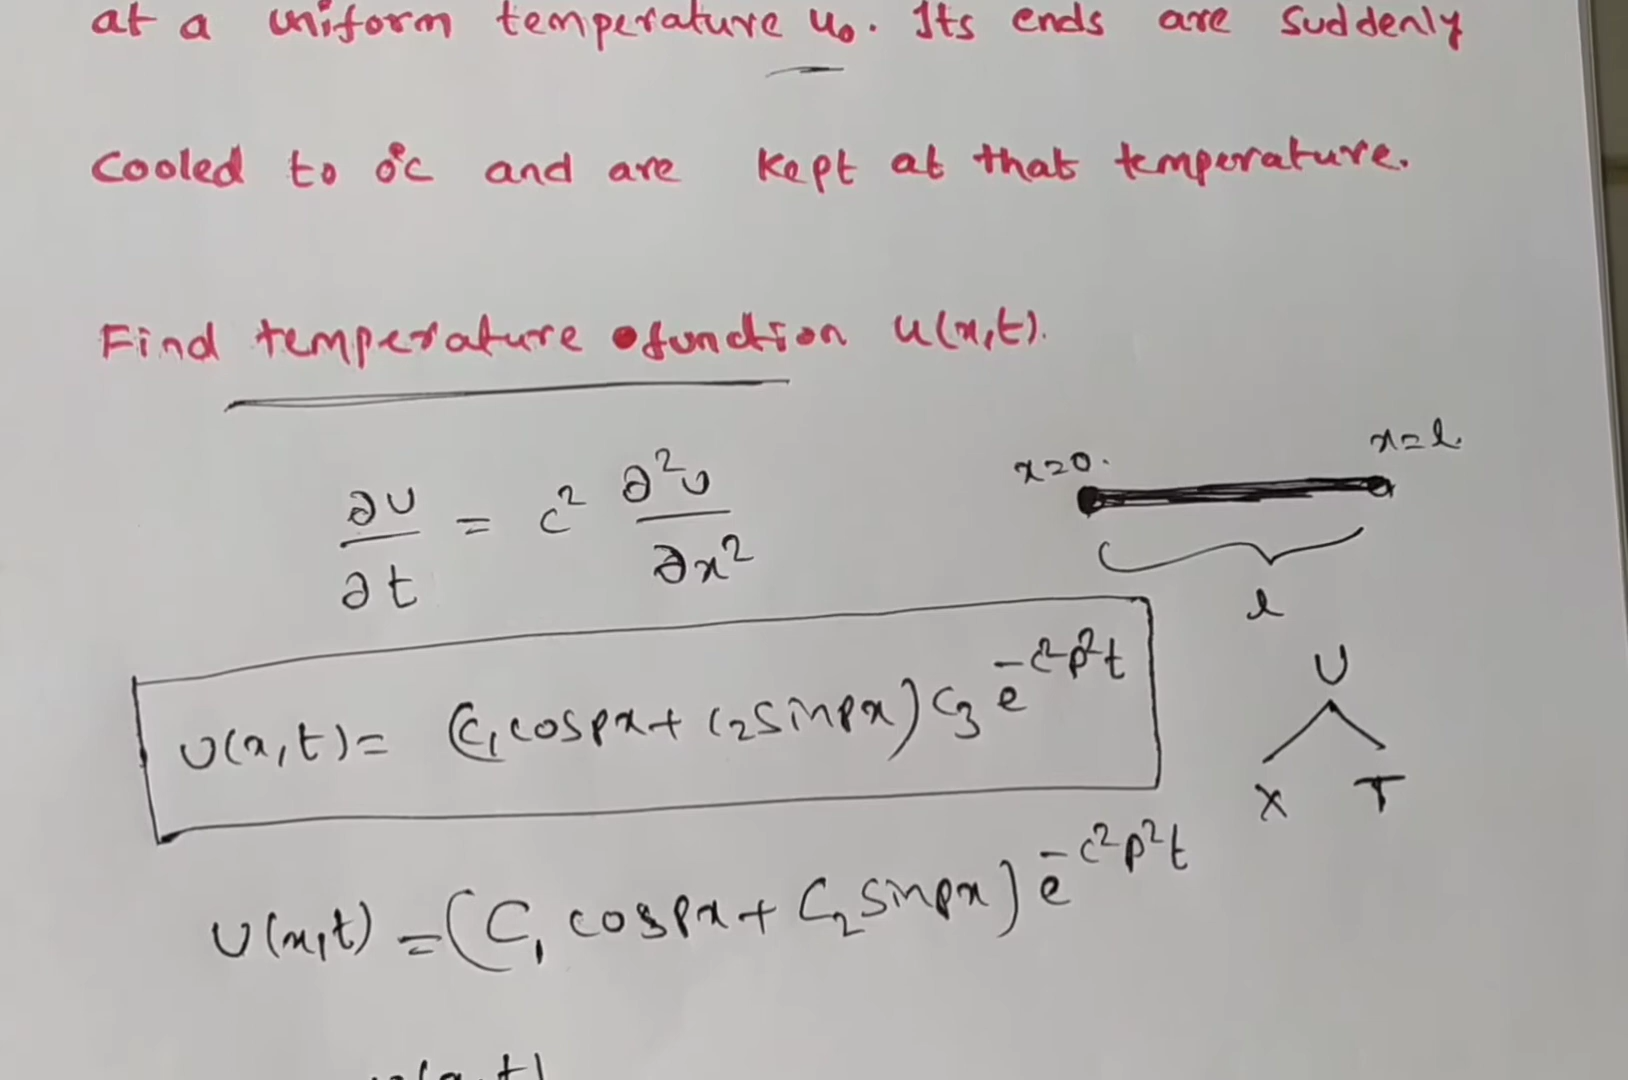 at a uniform temperature u₀. Its ends are suddenly
cooled to 0°c and are kept at that temperature.
Find temperature function u(x,t).
∂u/∂t = c² ∂²u/∂x²
x=0.
x=l.
l
u(x,t)= (c₁cospx+c₂sinpx)c₃ e^-c²p²t
U
X T
u(x,t) =(C₁ cospx+C₂sinpx) e^-c²p²t